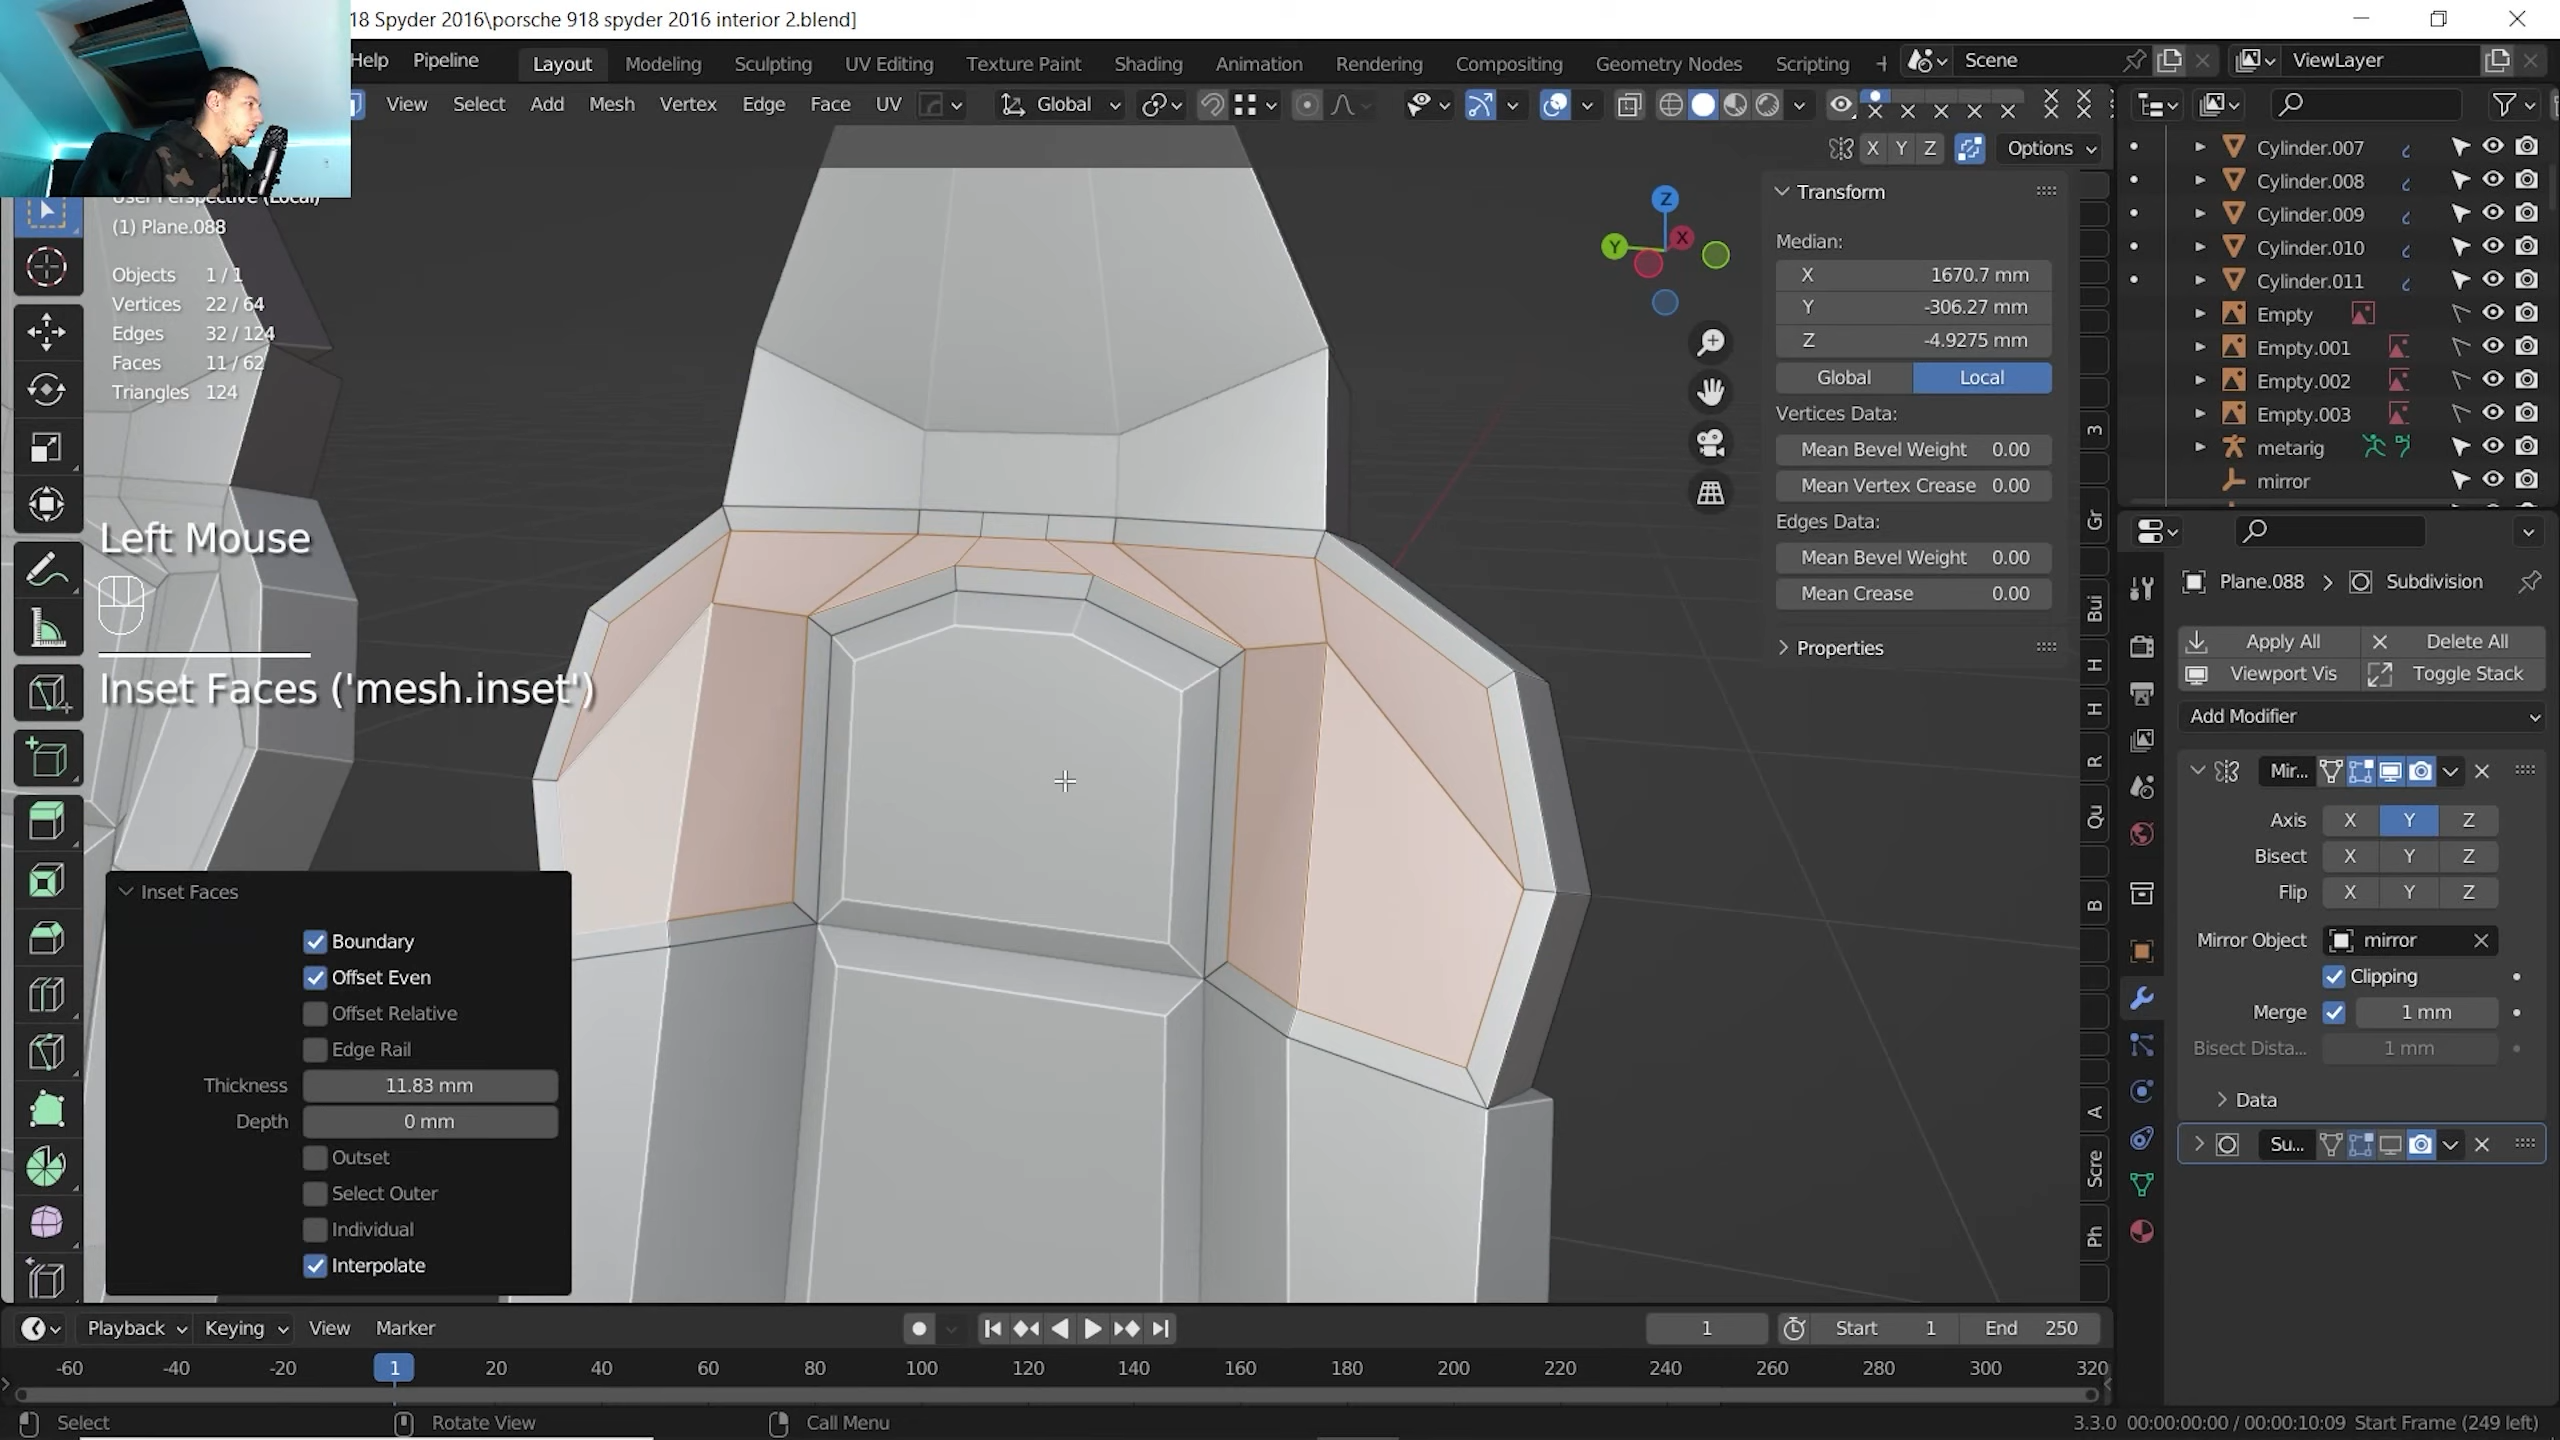 18 Spyder 2016\porsche 918 spyder 2016 interior 2.blend]
Help Pipeline Layout Modeling Sculpting UV Editing Texture Paint Shading Animation Rendering Compositing Geometry Nodes Scripting + Scene ViewLayer
View Select Add Mesh Vertex Edge Face UV Global
X Y Z Options
User Perspective (Local)
(1) Plane.088
Objects 1 / 1
Vertices 22 / 64
Edges 32 / 124
Faces 11 / 62
Triangles 124
Left Mouse
Inset Faces ('mesh.inset')
Inset Faces
Boundary
Offset Even
Offset Relative
Edge Rail
Thickness 11.83 mm
Depth 0 mm
Outset
Select Outer
Individual
Interpolate
Z
Y
X
Transform
Median:
X 1670.7 mm
Y -306.27 mm
Z -4.9275 mm
Global Local
Vertices Data:
Mean Bevel Weight 0.00
Mean Vertex Crease 0.00
Edges Data:
Mean Bevel Weight 0.00
Mean Crease 0.00
Properties
3
Gr
Bui
H
H
R
Qu
B
A
Scre
Ph
Cylinder.007
Cylinder.008
Cylinder.009
Cylinder.010
Cylinder.011
Empty
Empty.001
Empty.002
Empty.003
metarig
mirror
Plane.088 > Subdivision
Apply All Delete All
Viewport Vis Toggle Stack
Add Modifier
Mir...
Axis X Y Z
Bisect X Y Z
Flip X Y Z
Mirror Object mirror
Clipping
Merge 1 mm
Bisect Dista... 1 mm
Data
Su...
Playback Keying View Marker 1 Start 1 End 250
-60 -40 -20 1 20 40 60 80 100 120 140 160 180 200 220 240 260 280 300 320
Select Rotate View Call Menu 3.3.0 00:00:00:00 / 00:00:10:09 Start Frame (249 left)